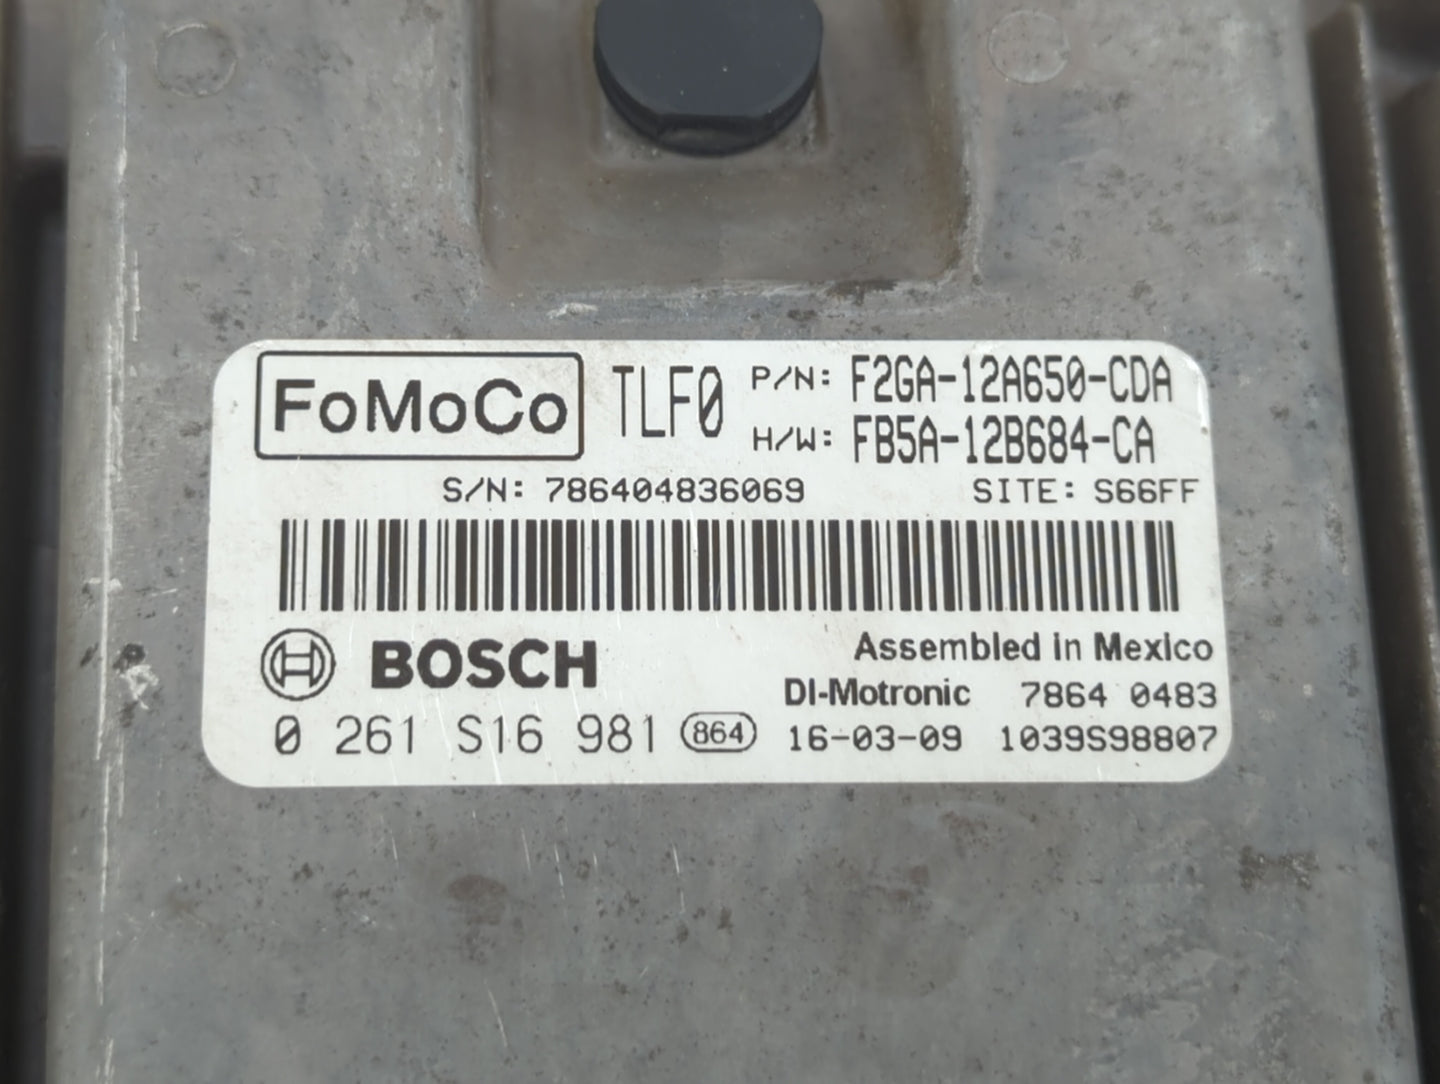 FoMoCo TLF0 P/N: F2GA-12A650-CDA
H/W: FB5A-12B684-CA
S/N: 786404836069 SITE: S66FF
BOSCH Assembled in Mexico
DI-Motronic 7864 0483
0 261 S16 981 864 16-03-09 1039S98807